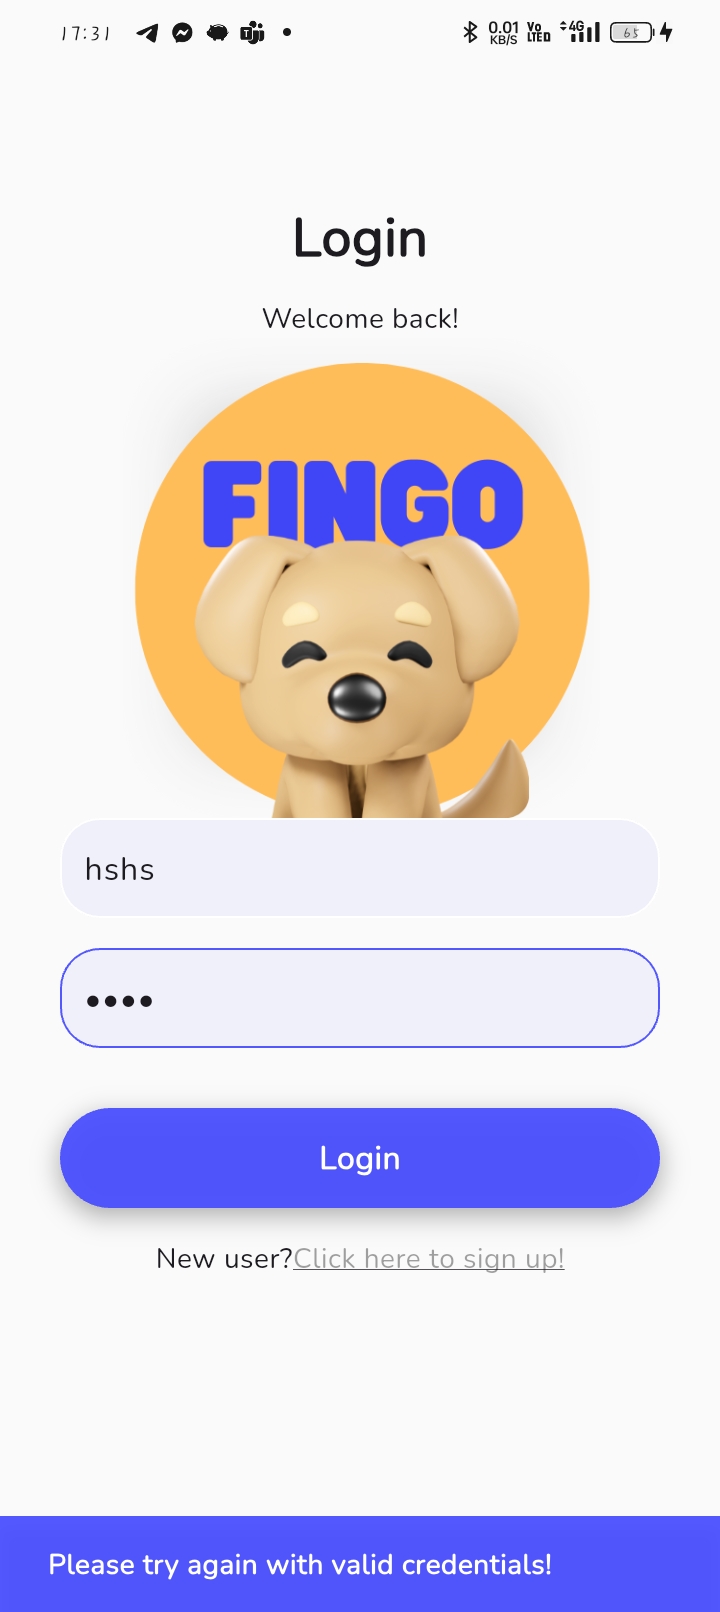 17:31 0.01 KB/S Vo LTE D 4G 65
Login
Welcome back!
FINGO
hshs
••••
Login
New user?Click here to sign up!
Please try again with valid credentials!